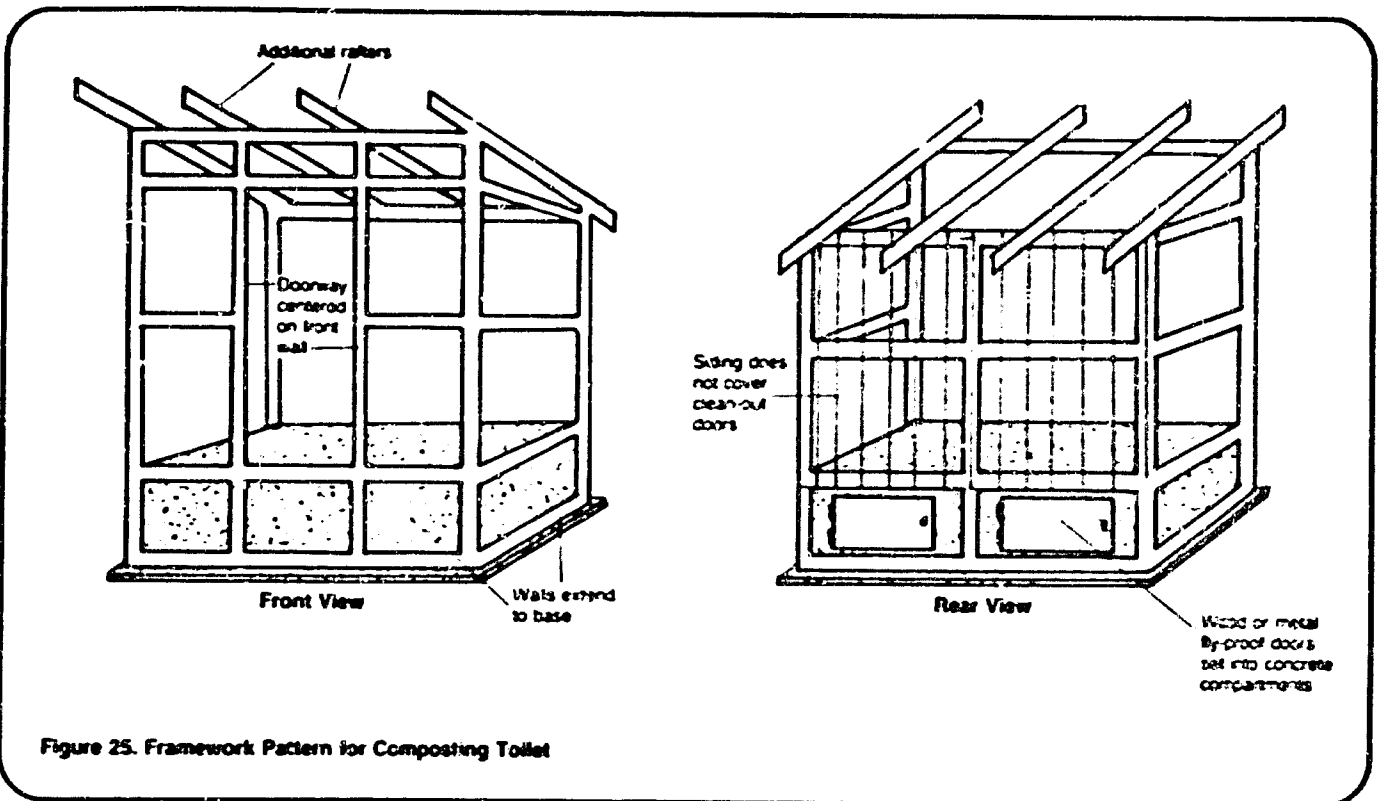 Additional rafters
Doorway
centered
on front
wall
Walls extend
to base
Front View
Siding does
not cover
clean-out
doors
Rear View
Wood or metal
fly-proof doors
set into concrete
compartments
Figure 25. Framework Pattern for Composting Toilet